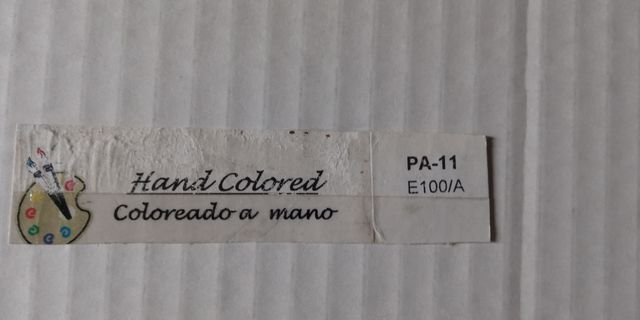 Hand Colored
Coloreado a mano
PA-11
E100/A